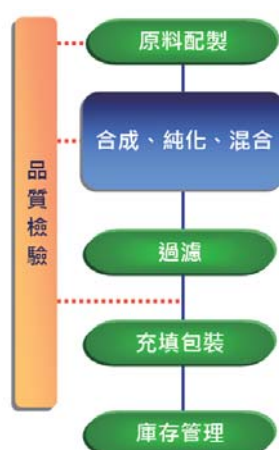 原料配製
合成、純化、混合
品質檢驗
過濾
充填包裝
庫存管理